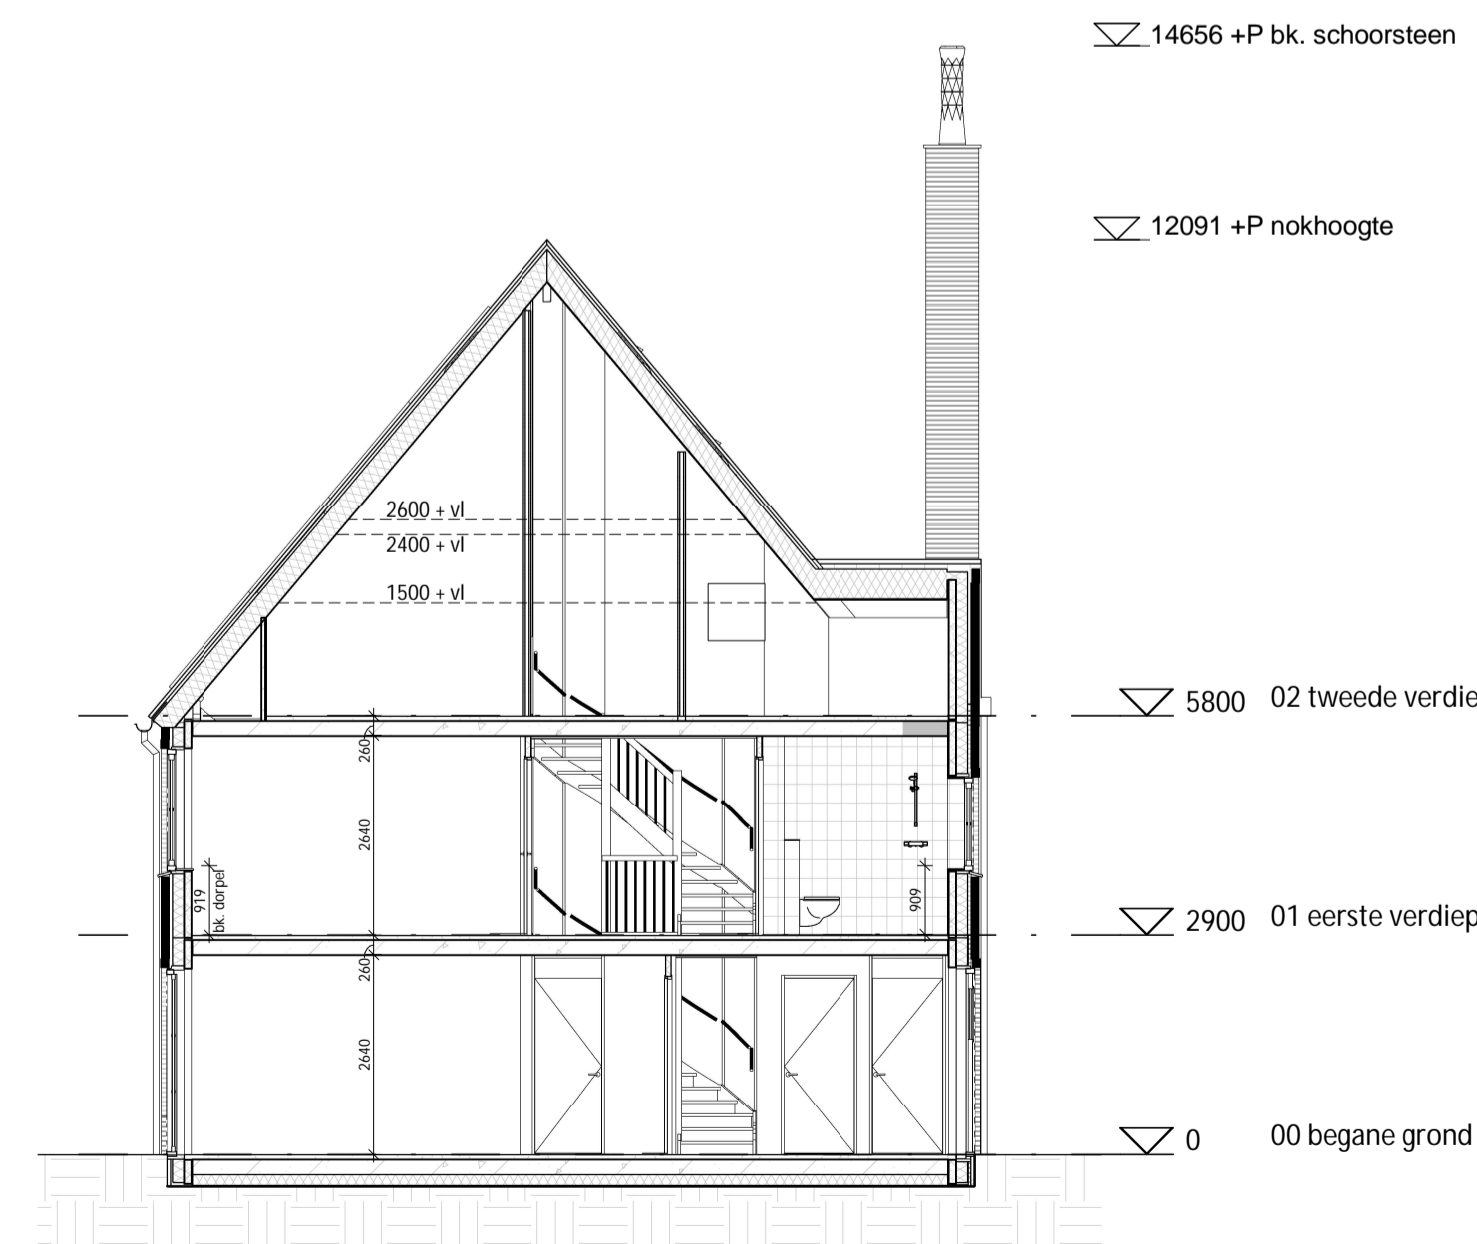 14656 +P bk. schoorsteen
12091 +P nokhoogte
2600 + vl
2400 + vl
1500 + vl
5800 02 tweede verdie
260
2640
919
bk. dorpel
909
2900 01 eerste verdiep
260
2640
0 00 begane grond